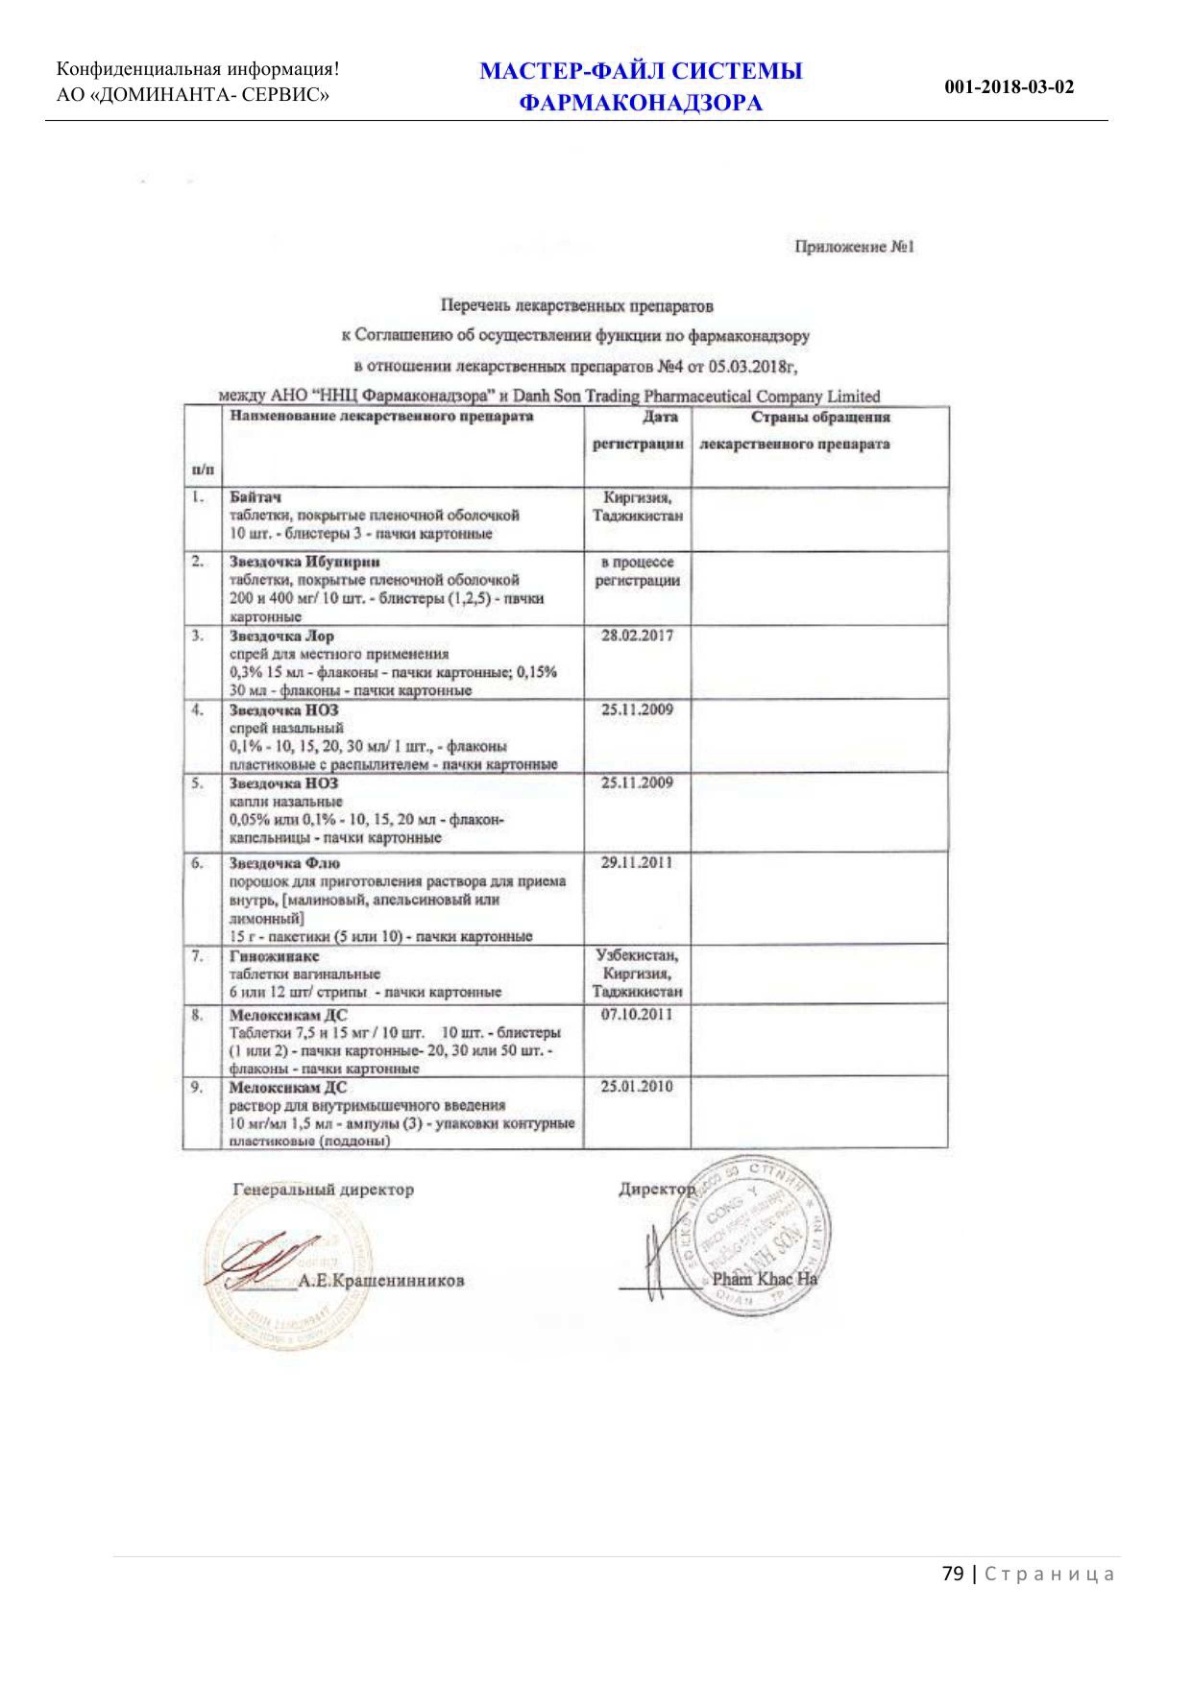 Конфиденциальная информация!
АО «ДОМИНАНТА- СЕРВИС»
МАСТЕР-ФАЙЛ СИСТЕМЫ
ФАРМАКОНАДЗОРА
001-2018-03-02
Приложение №1
Перечень лекарственных препаратов
к Соглашению об осуществлении функции по фармаконадзору
в отношении лекарственных препаратов №4 от 05.03.2018г,
между АНО “ННЦ Фармаконадзора” и Danh Son Trading Pharmaceutical Company Limited
п/п
Наименование лекарственного препарата
Дата
регистрации
Страны обращения
лекарственного препарата
1.
Байтач
таблетки, покрытые пленочной оболочкой
10 шт. - блистеры 3 - пачки картонные
Киргизия,
Таджикистан
2.
Звездочка Ибупирин
таблетки, покрытые пленочной оболочкой
200 и 400 мг/ 10 шт. - блистеры (1,2,5) - пачки
картонные
в процессе
регистрации
3.
Звездочка Лор
спрей для местного применения
0,3% 15 мл - флаконы - пачки картонные; 0,15%
30 мл - флаконы - пачки картонные
28.02.2017
4.
Звездочка НОЗ
спрей назальный
0,1% - 10, 15, 20, 30 мл/ 1 шт., - флаконы
пластиковые с распылителем - пачки картонные
25.11.2009
5.
Звездочка НОЗ
капли назальные
0,05% или 0,1% - 10, 15, 20 мл - флакон-
капельницы - пачки картонные
25.11.2009
6.
Звездочка Флю
порошок для приготовления раствора для приема
внутрь, [малиновый, апельсиновый или
лимонный]
15 г - пакетики (5 или 10) - пачки картонные
29.11.2011
7.
Гиножинакс
таблетки вагинальные
6 или 12 шт/ стрипы - пачки картонные
Узбекистан,
Киргизия,
Таджикистан
8.
Мелоксикам ДС
Таблетки 7,5 и 15 мг / 10 шт. 10 шт. - блистеры
(1 или 2) - пачки картонные- 20, 30 или 50 шт. -
флаконы - пачки картонные
07.10.2011
9.
Мелоксикам ДС
раствор для внутримышечного введения
10 мг/мл 1,5 мл - ампулы (3) - упаковки контурные
пластиковые (поддоны)
25.01.2010
Генеральный директор
Директор
CONG Y
DANH SON
А.Е.Крашенинников
Pham Khac Ha
79 | Страница